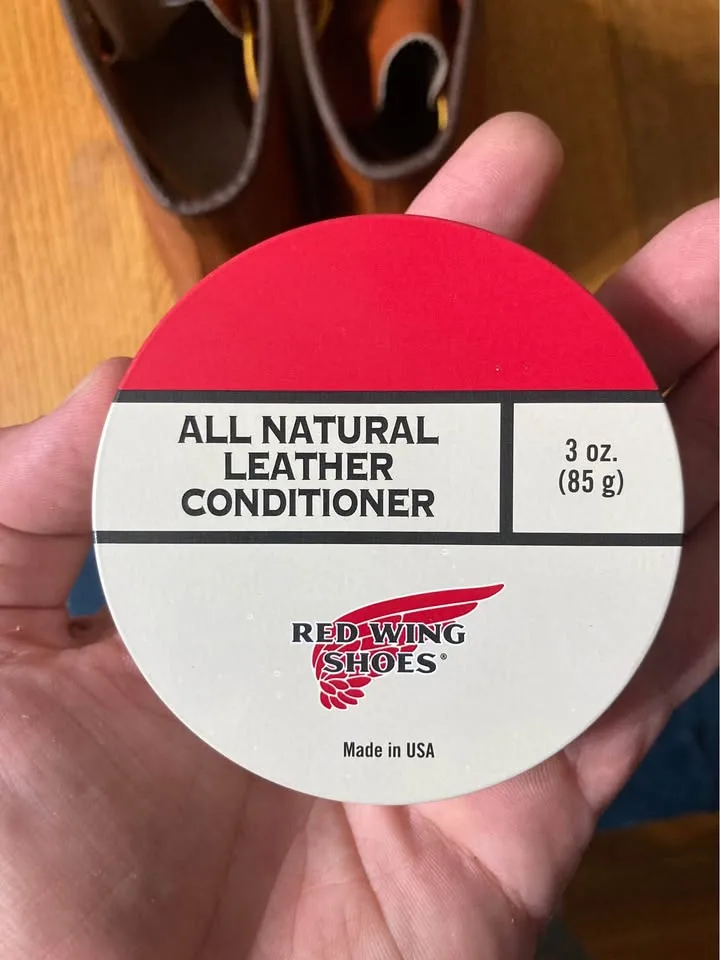 ALL NATURAL
LEATHER
CONDITIONER
3 oz.
(85 g)
RED WING
SHOES®
Made in USA